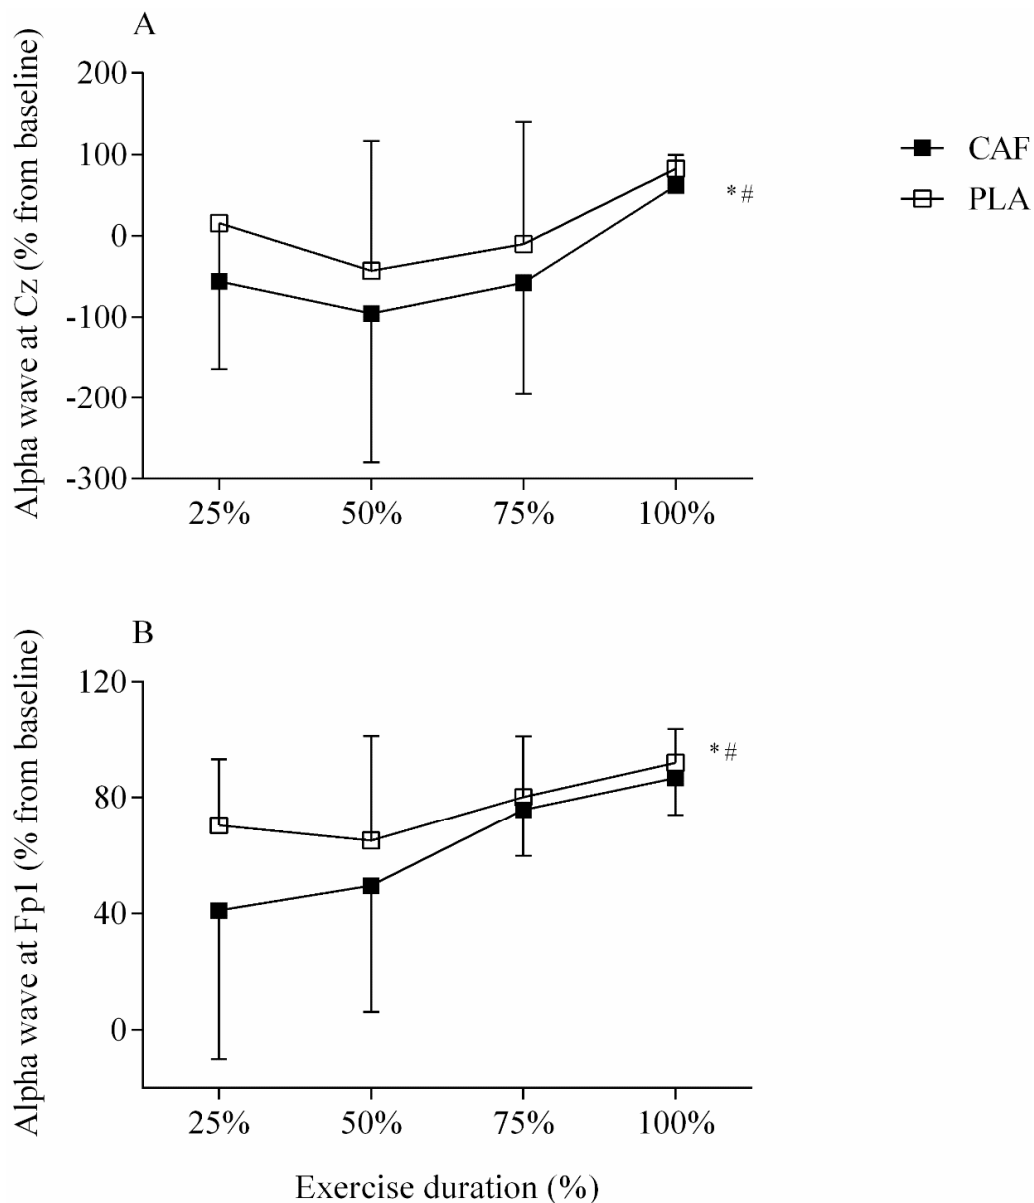 A
Alpha wave at Cz (% from baseline)
200
100
0
-100
-200
-300
25% 50% 75% 100%
*#
CAF
PLA
B
Alpha wave at Fp1 (% from baseline)
120
80
40
0
25% 50% 75% 100%
*#
Exercise duration (%)